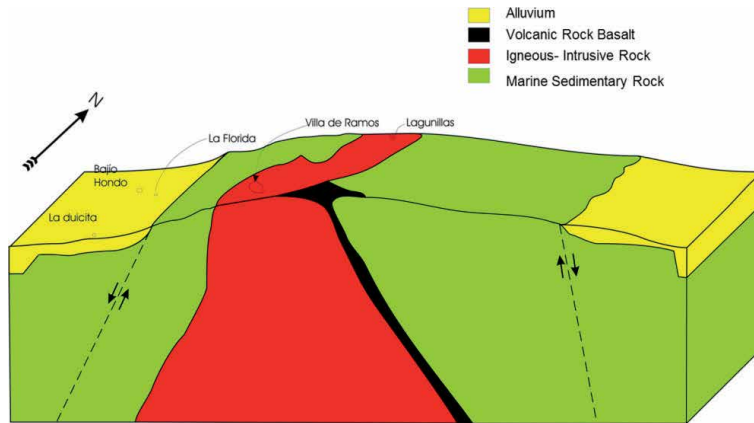 Alluvium
Volcanic Rock Basalt
Igneous- Intrusive Rock
Marine Sedimentary Rock
N
Villa de Ramos
Lagunillas
La Florida
Bajío
Hondo
La duicita